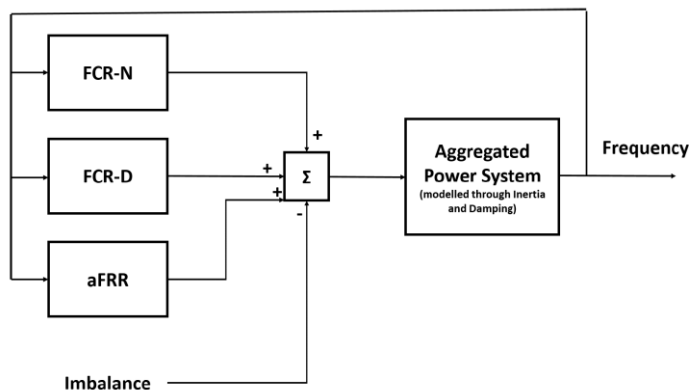 FCR-N
+
FCR-D
+
Σ
Aggregated
Power System
(modelled through Inertia
and Damping)
Frequency
+
-
aFRR
Imbalance